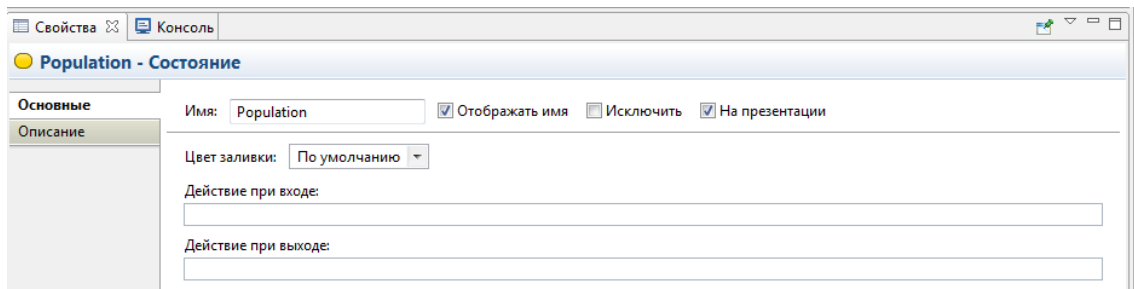 Свойства Консоль
Population - Состояние
Основные
Описание
Имя: Population Отображать имя Исключить На презентации
Цвет заливки: По умолчанию
Действие при входе:
Действие при выходе: